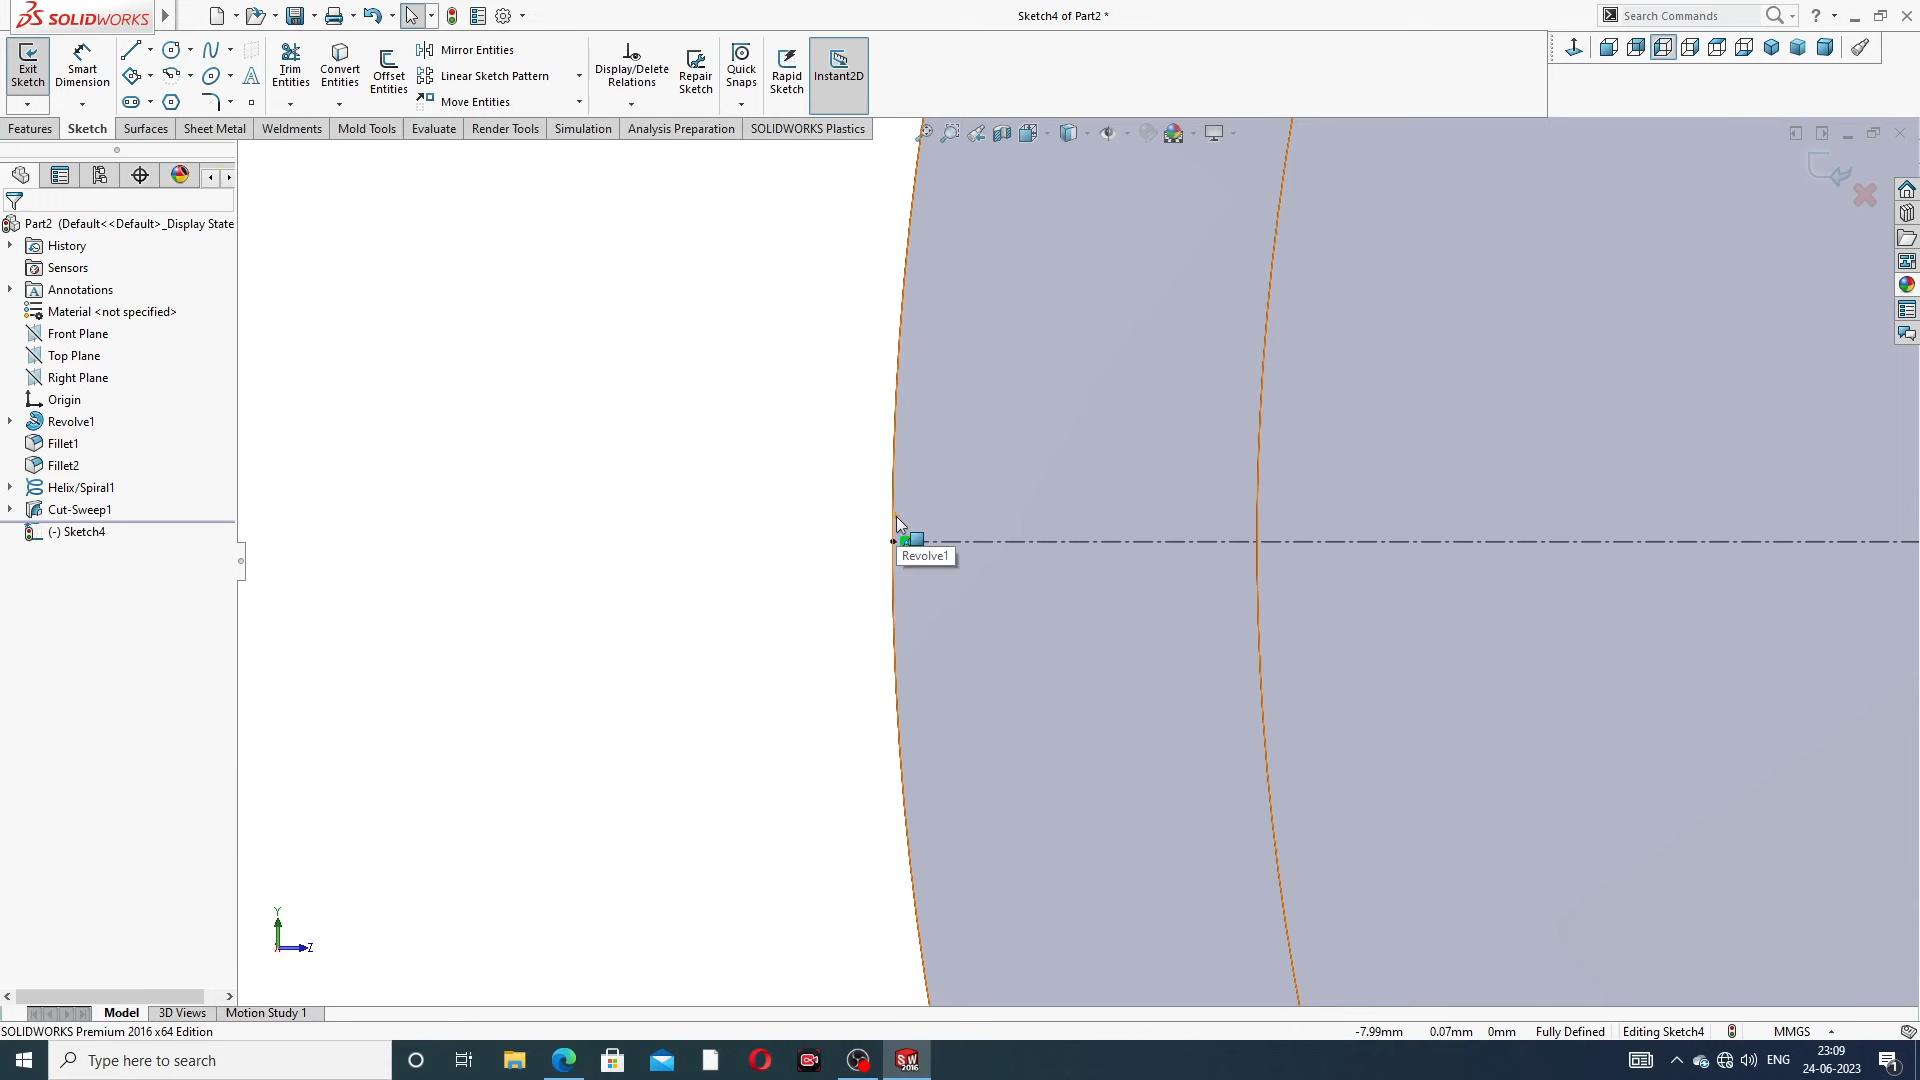 SOLIDWORKS
Sketch4 of Part2 *
Search Commands
Exit Sketch
Smart Dimension
Trim Entities
Convert Entities
Offset Entities
Mirror Entities
Linear Sketch Pattern
Move Entities
Display/Delete Relations
Repair Sketch
Quick Snaps
Rapid Sketch
Instant2D
Features Sketch Surfaces Sheet Metal Weldments Mold Tools Evaluate Render Tools Simulation Analysis Preparation SOLIDWORKS Plastics
Part2 (Default<<Default>_Display State
History
Sensors
Annotations
Material <not specified>
Front Plane
Top Plane
Right Plane
Origin
Revolve1
Fillet1
Fillet2
Helix/Spiral1
Cut-Sweep1
(-) Sketch4
Revolve1
Y
Z
Model 3D Views Motion Study 1
SOLIDWORKS Premium 2016 x64 Edition
-7.99mm 0.07mm 0mm Fully Defined Editing Sketch4 MMGS
Type here to search
ENG
23:09
24-06-2023